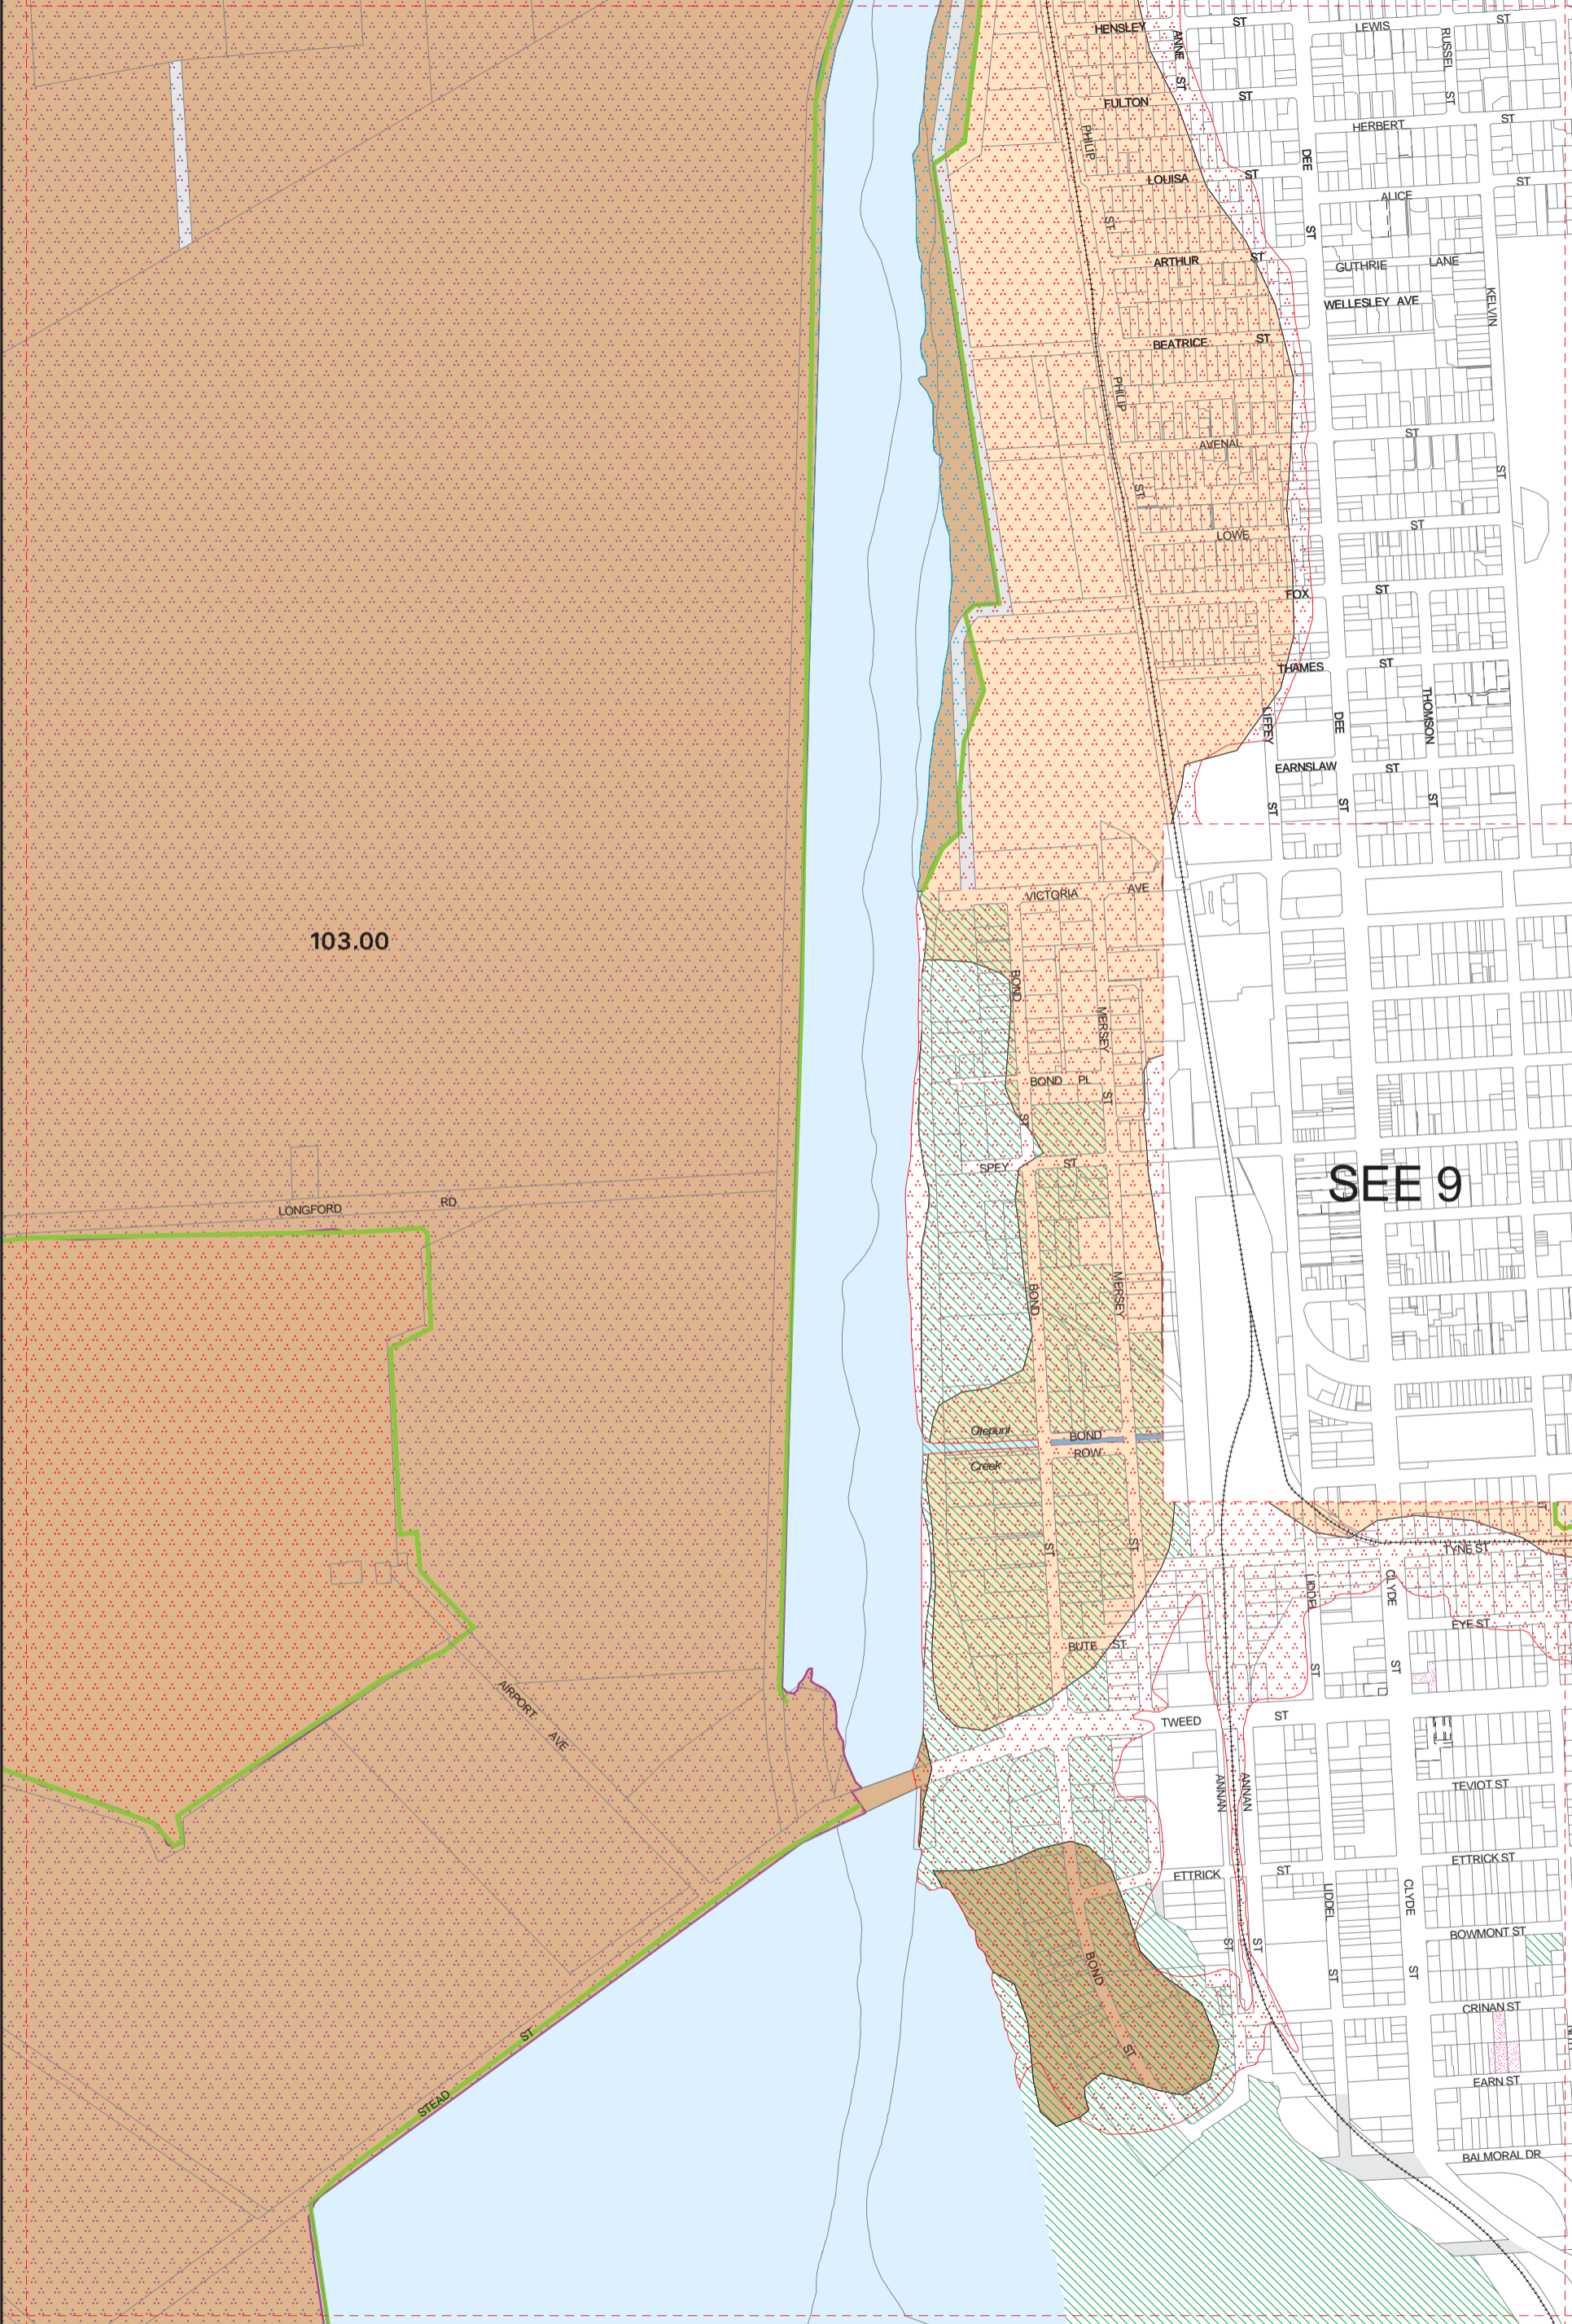 HENSLEY
ST
LEWIS
ST
ANNE
ST
RUSSEL
ST
FULTON
ST
HERBERT
ST
PHILIP
ST
DEE
ST
LOUISA
ST
ALICE
ST
ARTHUR
ST
GUTHRIE LANE
WELLESLEY AVE
KELVIN
ST
BEATRICE
ST
PHILIP
ST
AVENAL
ST
LOWE
ST
FOX
ST
THAMES
ST
LIFFEY
ST
DEE
ST
THOMSON
ST
EARNSLAW
ST
VICTORIA
AVE
103.00
BOND
ST
MERSEY
ST
BOND PL
SPEY
ST
SEE 9
LONGFORD
RD
BOND
ST
MERSEY
ST
Otepuni
Creek
BOND
ROW
ST
TYNE ST
LIDDEL
ST
CLYDE
ST
EYE ST
BUTE ST
AIRPORT
AVE
TWEED
ST
ANNAN
ST
ANNAN
ST
TEVIOT ST
ETTRICK
ST
ETTRICK ST
LIDDEL
ST
CLYDE
ST
BOWMONT ST
BOND
ST
CRINAN ST
STEAD
ST
EARN ST
BALMORAL DR